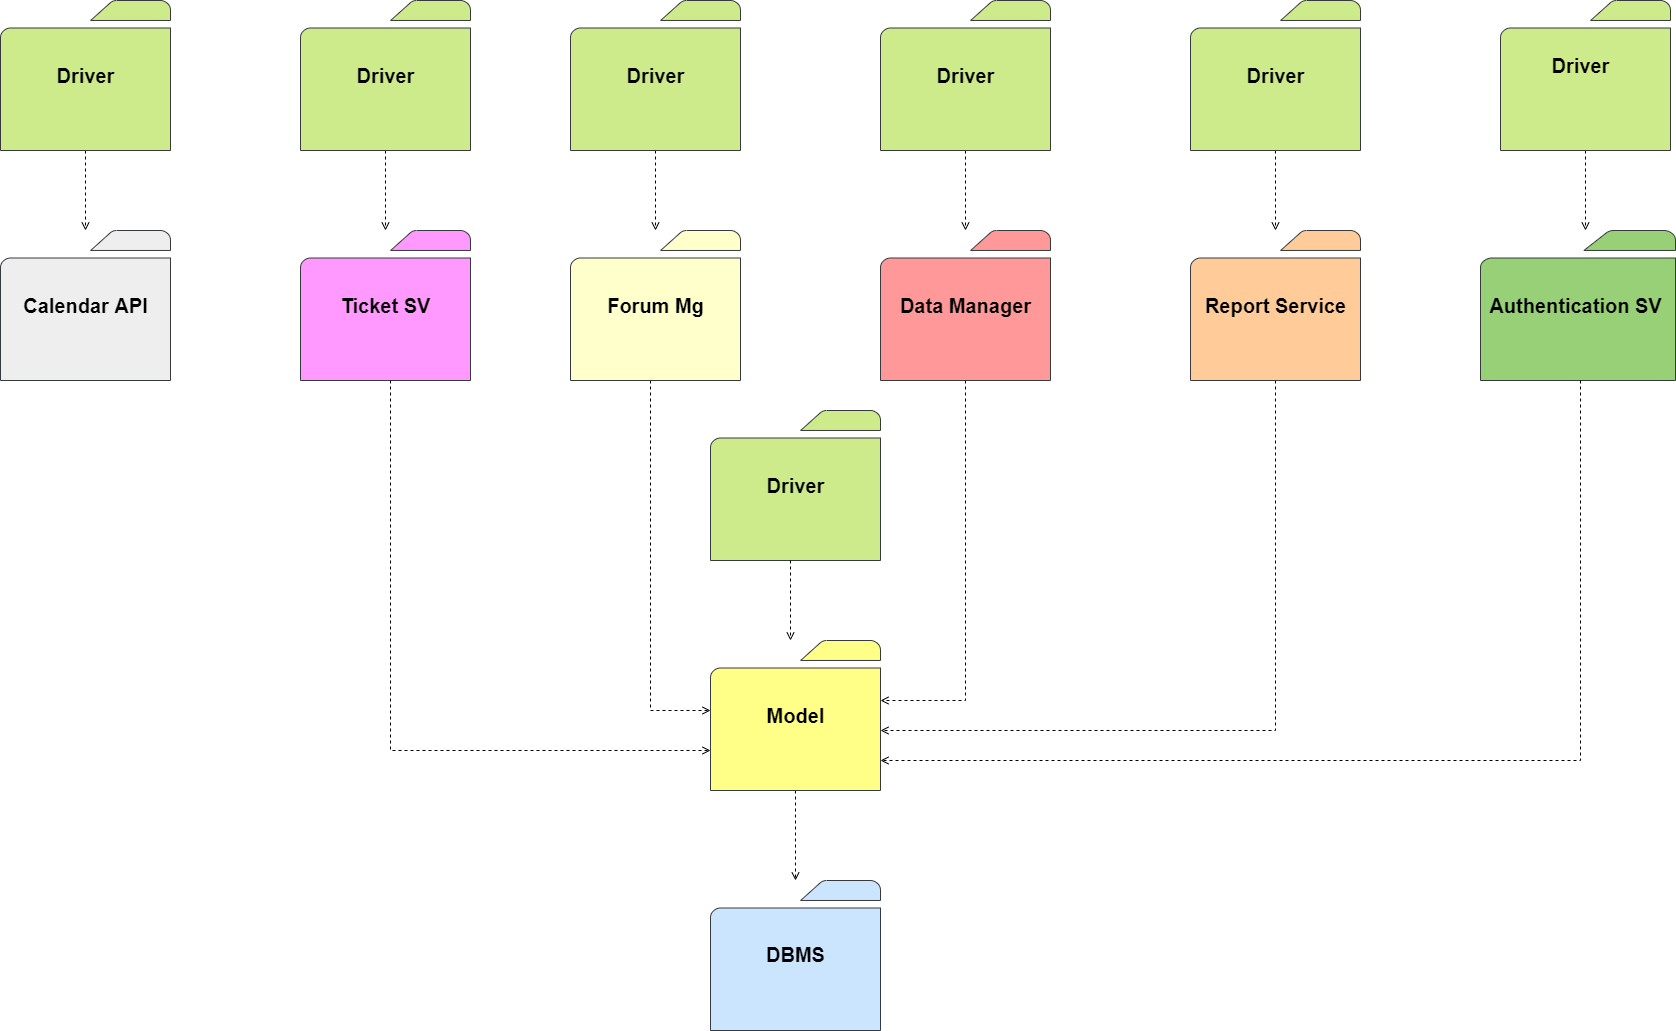 Driver
Driver
Driver
Driver
Driver
Driver
Calendar API
Ticket SV
Forum Mg
Data Manager
Report Service
Authentication SV
Driver
Model
DBMS